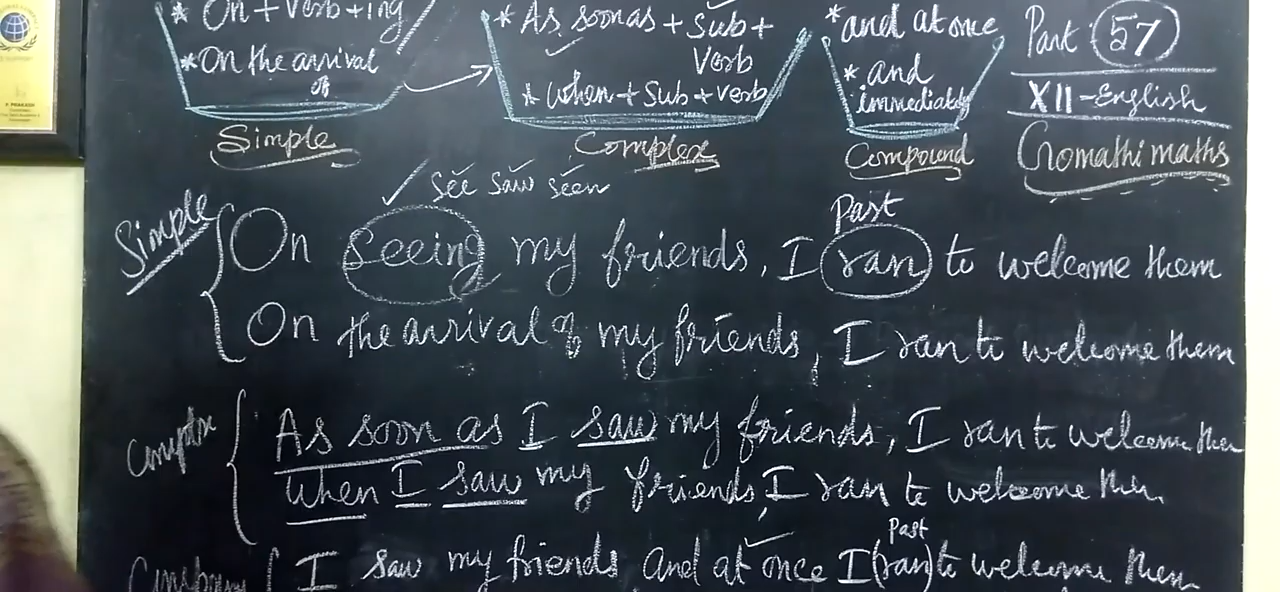 * On + Verb + ing
* On the arrival
of
Simple
* As soon as + Sub +
Verb
* When + Sub + verb
Complex
* and at once
* and
immediately
Compound
Part 57
XII - English
Gomathi maths
see saw seen
Simple
Past
On seeing my friends, I ran to welcome them
On the arrival of my friends, I ran to welcome them
As soon as I saw my friends, I ran to welcome
When I saw my friends, I ran to welcome
Past
I saw my friends and at once I ran to welcome them